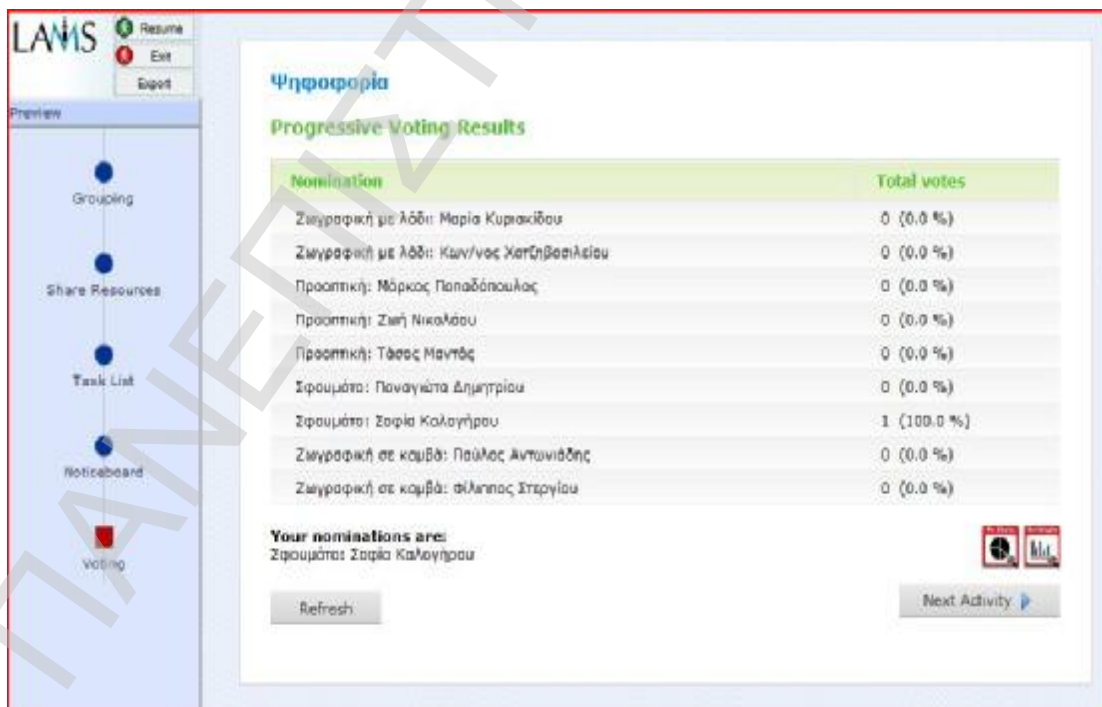 LAMS
Resume
Exit
Export
Preview
Grouping
Share Resources
Task List
Noticeboard
Voting
Ψηφοφορία
Progressive Voting Results
Nomination Total votes
Ζωγραφική με λάδι: Μαρία Κυριακίδου 0 (0.0 %)
Ζωγραφική με λάδι: Κων/νος Χατζηβασιλείου 0 (0.0 %)
Προοπτική: Μάρκος Παπαδόπουλος 0 (0.0 %)
Προοπτική: Ζωή Νικολάου 0 (0.0 %)
Προοπτική: Τάσος Μαντάς 0 (0.0 %)
Σφουμάτο: Παναγιώτα Δημητρίου 0 (0.0 %)
Σφουμάτο: Σοφία Καλογήρου 1 (100.0 %)
Ζωγραφική σε καμβά: Παύλος Αντωνιάδης 0 (0.0 %)
Ζωγραφική σε καμβά: Φίλιππος Στεργίου 0 (0.0 %)
Your nominations are:
Σφουμάτο: Σοφία Καλογήρου
Refresh
Next Activity
ΠΑΝΕΠΙΣΤ